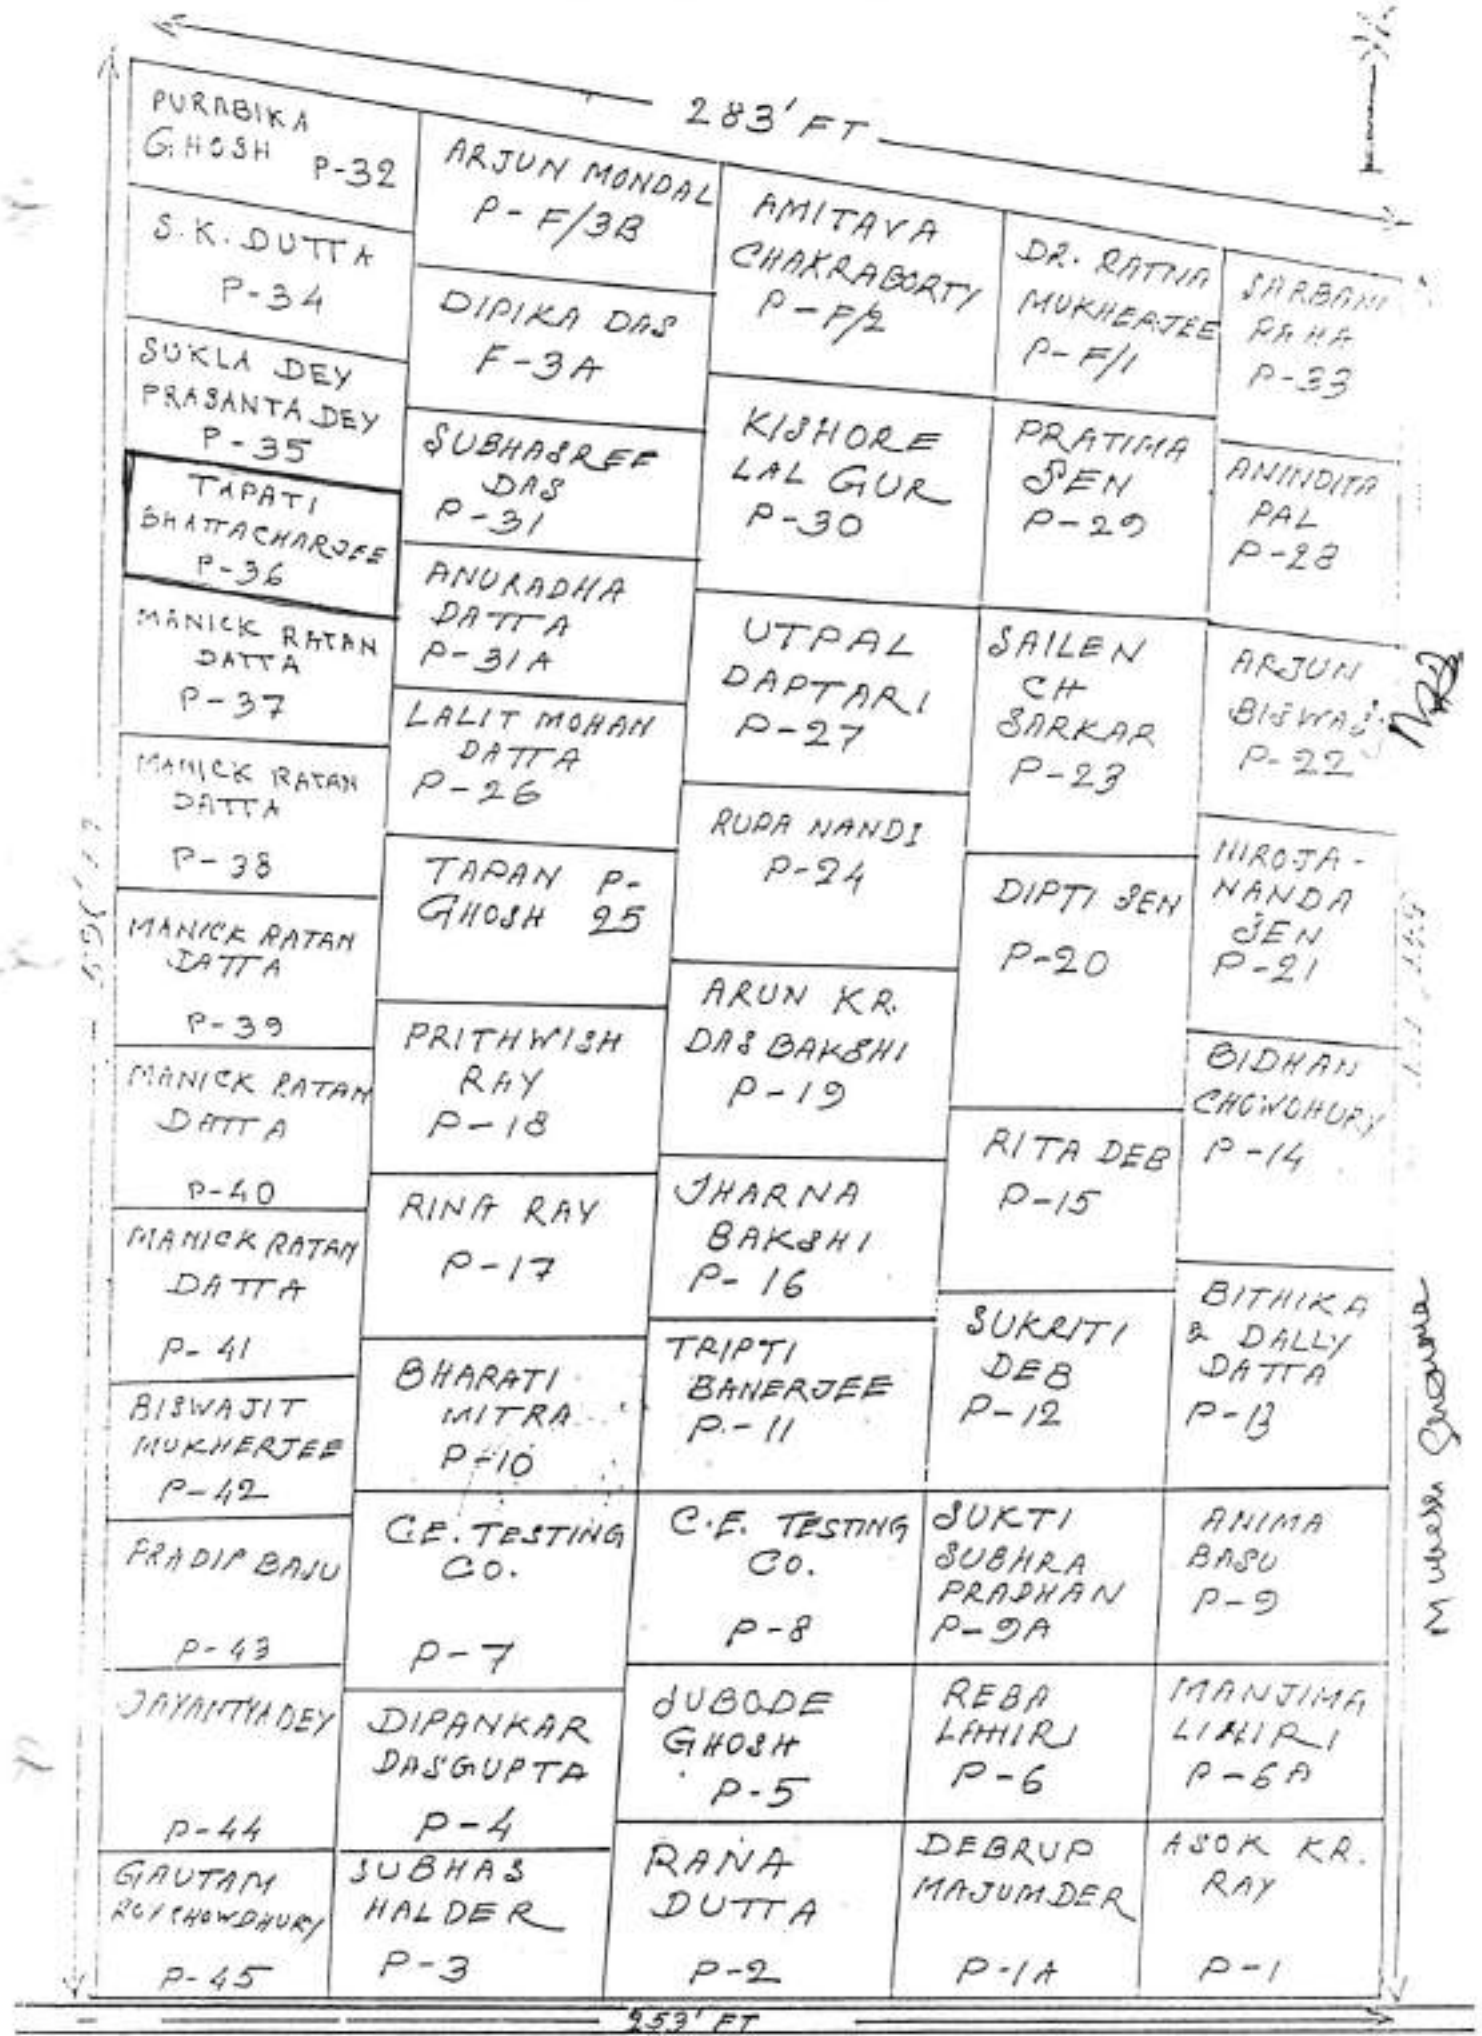 283' FT
PURABIKA
GHOSH P-32
S.K. DUTTA
P-34
SUKLA DEY
PRASANTA DEY
P-35
TAPATI
BHATTACHARJEE
P-36
MANICK RATAN
DATTA
P-37
MANICK RATAN
DATTA
P-38
MANICK RATAN
DATTA
P-39
MANICK RATAN
DATTA
P-40
MANICK RATAN
DATTA
P-41
BISWAJIT
MUKHERJEE
P-42
PRADIP BASU
P-43
JAYANTYA DEY
P-44
GAUTAM
ROYCHOWDHURY
P-45
ARJUN MONDAL
P-F/3B
DIPIKA DAS
F-3A
SUBHASREE
DAS
P-31
ANURADHA
DATTA
P-31A
LALIT MOHAN
DATTA
P-26
TAPAN P-
GHOSH 25
PRITHWISH
RAY
P-18
RINA RAY
P-17
BHARATI
MITRA
P-10
C.E. TESTING
CO.
P-7
DIPANKAR
DASGUPTA
P-4
SUBHAS
HALDER
P-3
AMITAVA
CHAKRABORTY
P-F/2
KISHORE
LAL GUR
P-30
UTPAL
DAPTARI
P-27
RUPA NANDI
P-24
ARUN KR.
DAS BAKSHI
P-19
JHARNA
BAKSHI
P-16
TRIPTI
BANERJEE
P-11
C.E. TESTING
CO.
P-8
SUBODE
GHOSH
P-5
RANA
DUTTA
P-2
DR. RATNA
MUKHERJEE
P-F/1
PRATIMA
SEN
P-29
SAILEN
CH
SARKAR
P-23
DIPTI SEN
P-20
RITA DEB
P-15
SUKRITI
DEB
P-12
SUKTI
SUBHRA
PRADHAN
P-9A
REBA
LAHIRI
P-6
DEBRUP
MAJUMDER
P-1A
SARBANI
RAHA
P-33
ANINDITA
PAL
P-28
ARJUN
BISWAS
P-22
NIROJA-
NANDA
SEN
P-21
BIDHAN
CHOWDHURY
P-14
BITHIKA
& DALLY
DATTA
P-13
ANIMA
BASU
P-9
MANJIMA
LIHIRI
P-6A
ASOK KR.
RAY
P-1
253' FT